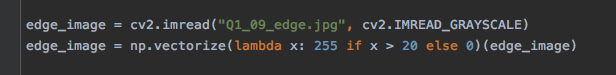 edge_image = cv2.imread("Q1_09_edge.jpg", cv2.IMREAD_GRAYSCALE)
edge_image = np.vectorize(lambda x: 255 if x > 20 else 0)(edge_image)